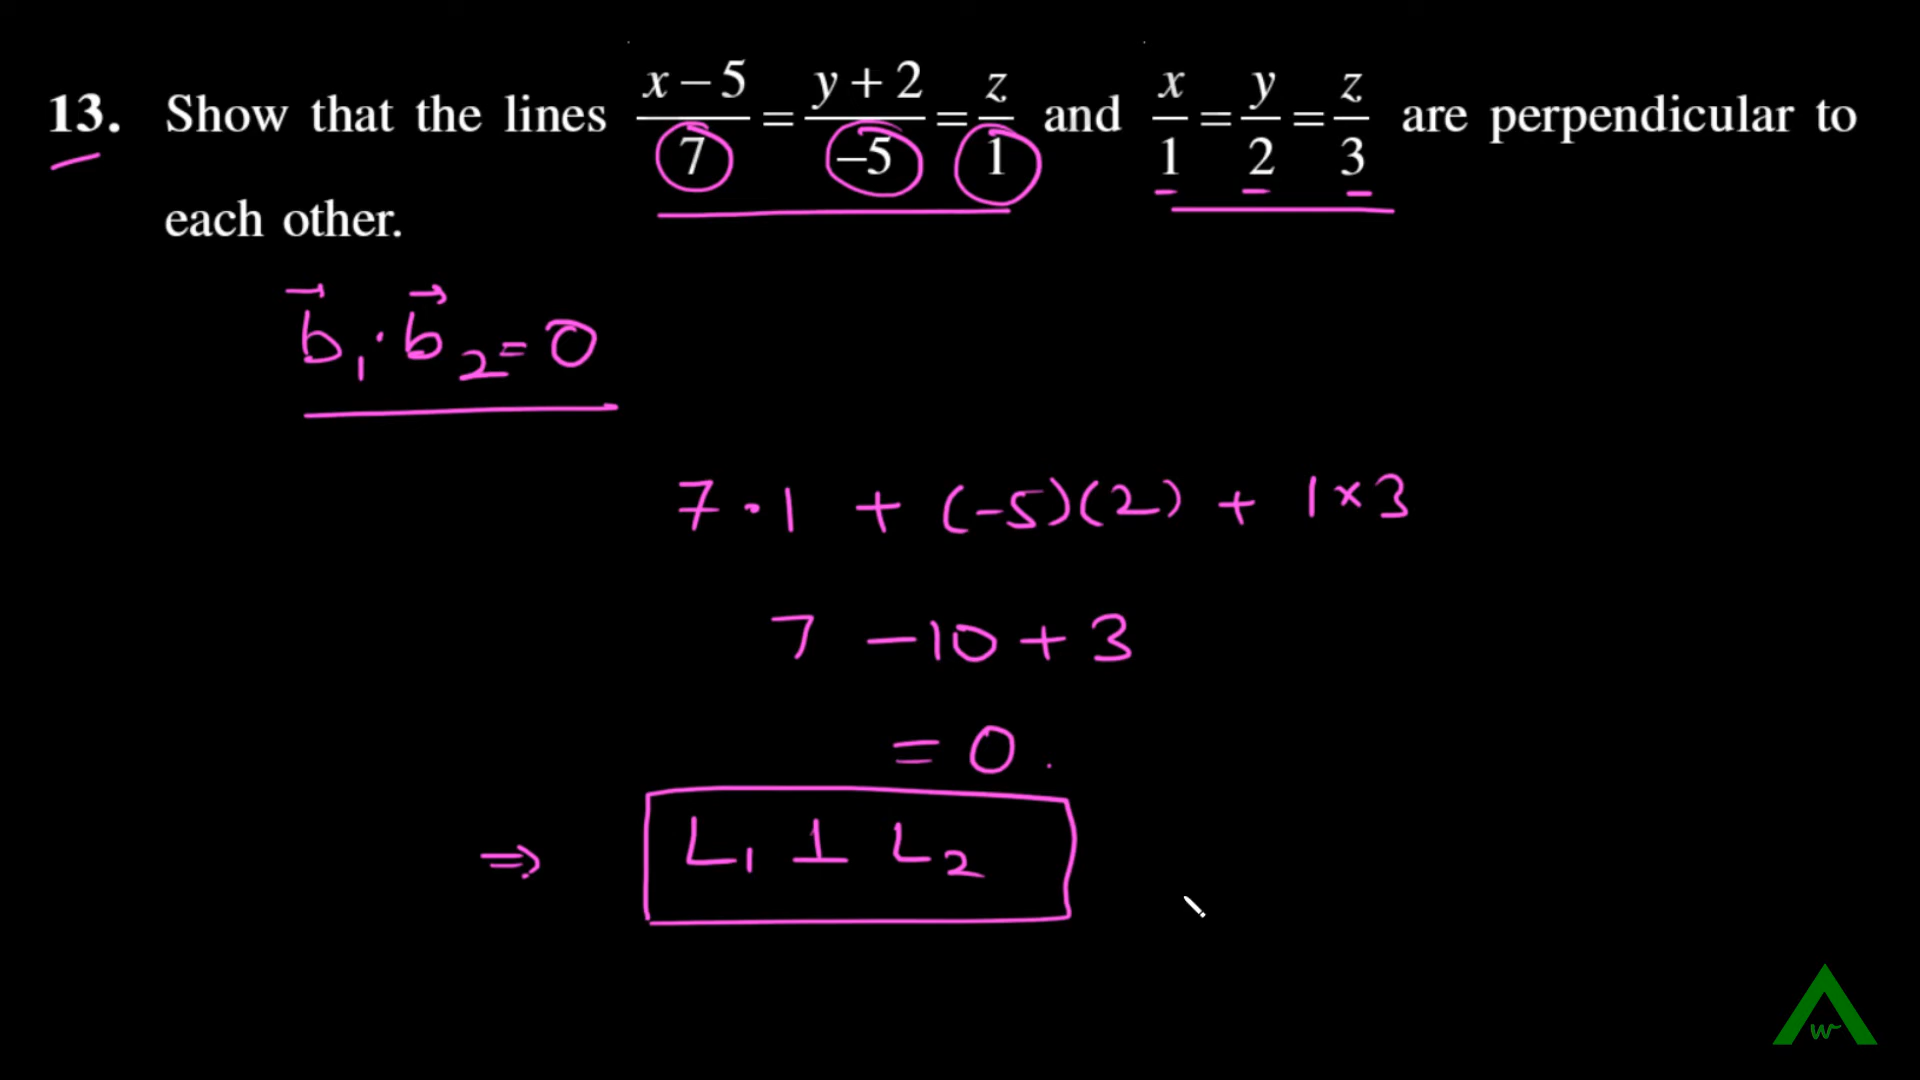 13. Show that the lines (x − 5)/7 = (y + 2)/−5 = z/1 and x/1 = y/2 = z/3 are perpendicular to
each other.
b⃗₁ · b⃗₂ = 0
7 · 1 + (-5)(2) + 1 × 3
7 - 10 + 3
= 0.
⇒ L₁ ⊥ L₂
w